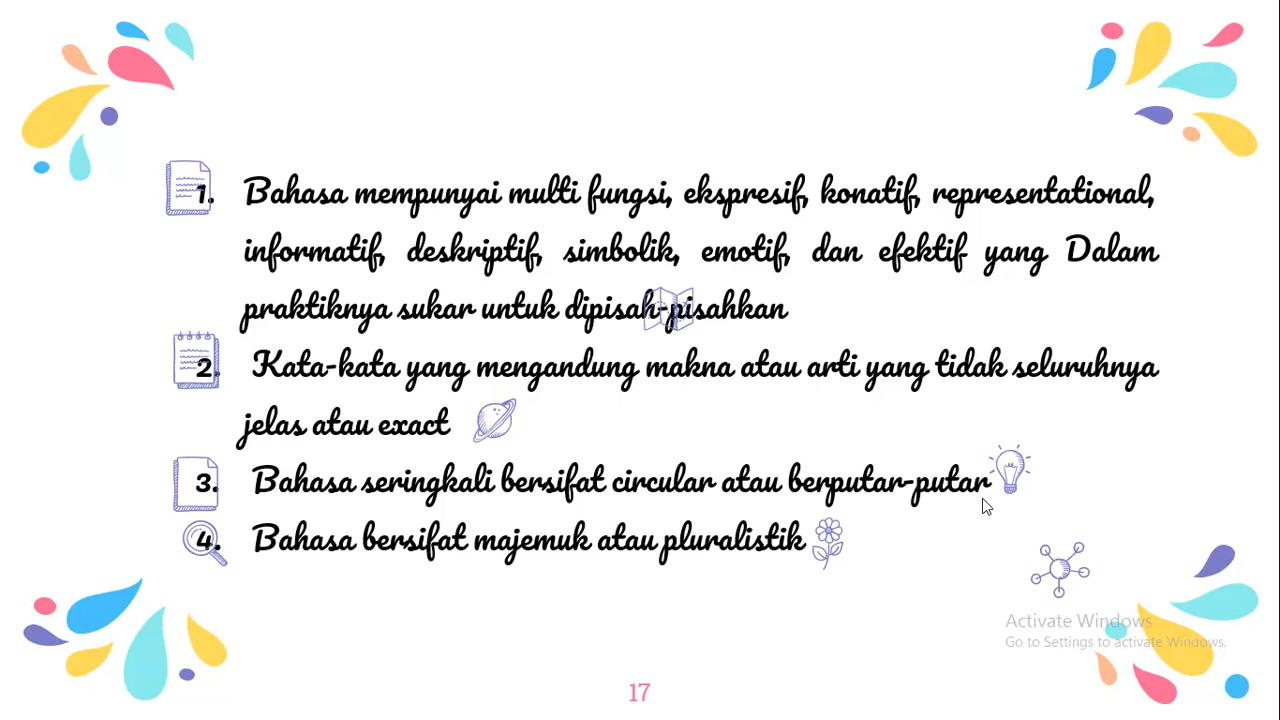 1. Bahasa mempunyai multi fungsi, ekspresif, konatif, representational,
informatif, deskriptif, simbolik, emotif, dan efektif yang Dalam
praktiknya sukar untuk dipisah-pisahkan
2. Kata-kata yang mengandung makna atau arti yang tidak seluruhnya
jelas atau exact
3. Bahasa seringkali bersifat circular atau berputar-putar
4. Bahasa bersifat majemuk atau pluralistik
Activate Windows
Go to Settings to activate Windows.
17